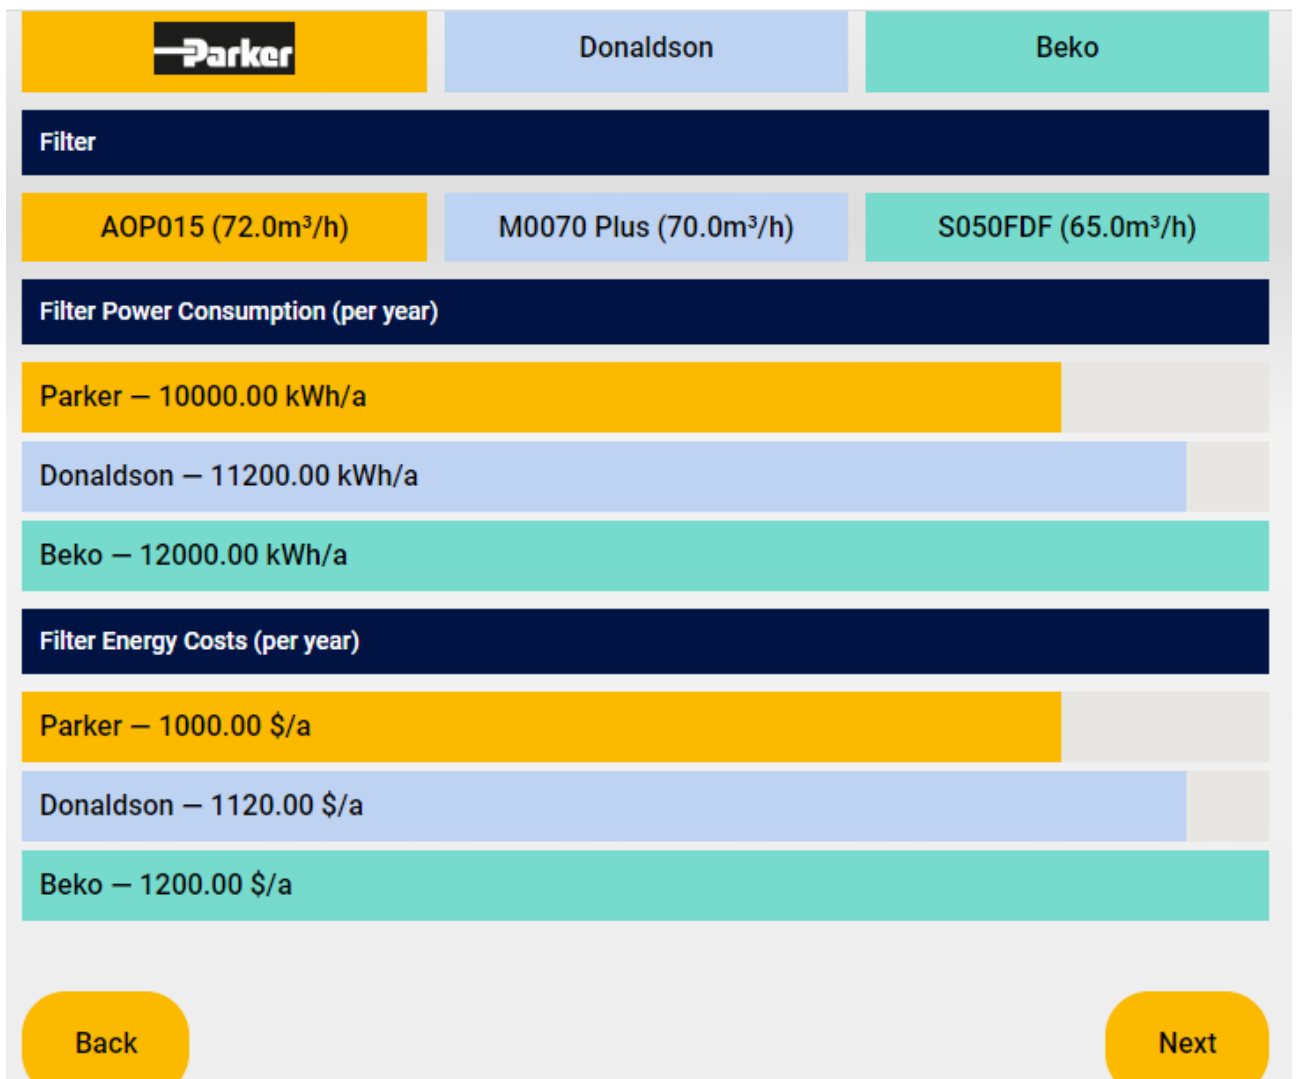 Parker
Donaldson
Beko
Filter
AOP015 (72.0m³/h)
M0070 Plus (70.0m³/h)
S050FDF (65.0m³/h)
Filter Power Consumption (per year)
Parker — 10000.00 kWh/a
Donaldson — 11200.00 kWh/a
Beko — 12000.00 kWh/a
Filter Energy Costs (per year)
Parker — 1000.00 $/a
Donaldson — 1120.00 $/a
Beko — 1200.00 $/a
Back
Next